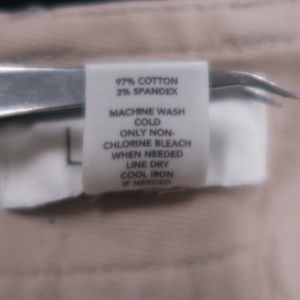 97% COTTON
3% SPANDEX
MACHINE WASH
COLD
ONLY NON-
CHLORINE BLEACH
WHEN NEEDED
LINE DRY
COOL IRON
IF NEEDED
L